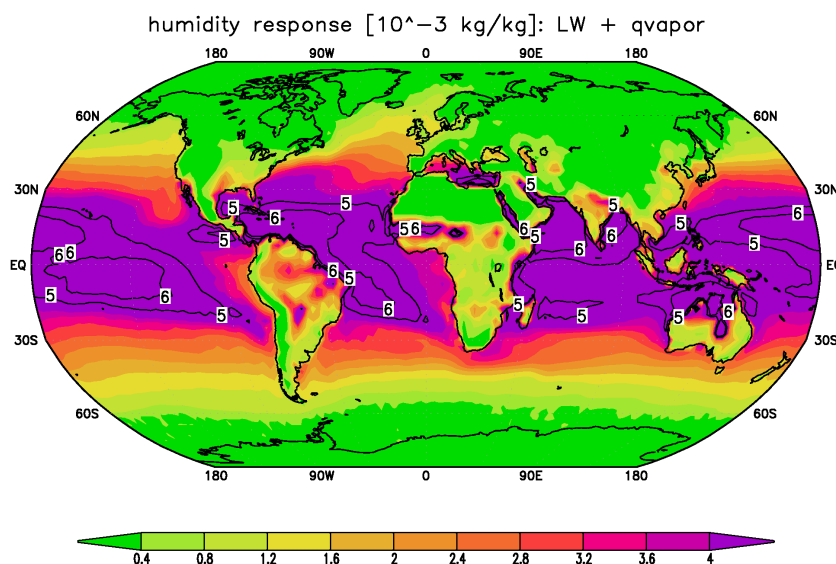 humidity response [10^−3 kg/kg]: LW + qvapor
180 90W 0 90E 180
60N 60N
30N 30N
5 5 5
5 6 5 6 6 5 6
5 5 6 6 5
6 6
EQ EQ
6 5
5 6 5 6 5 5 5 6
30S 30S
60S 60S
180 90W 0 90E 180
0.4 0.8 1.2 1.6 2 2.4 2.8 3.2 3.6 4